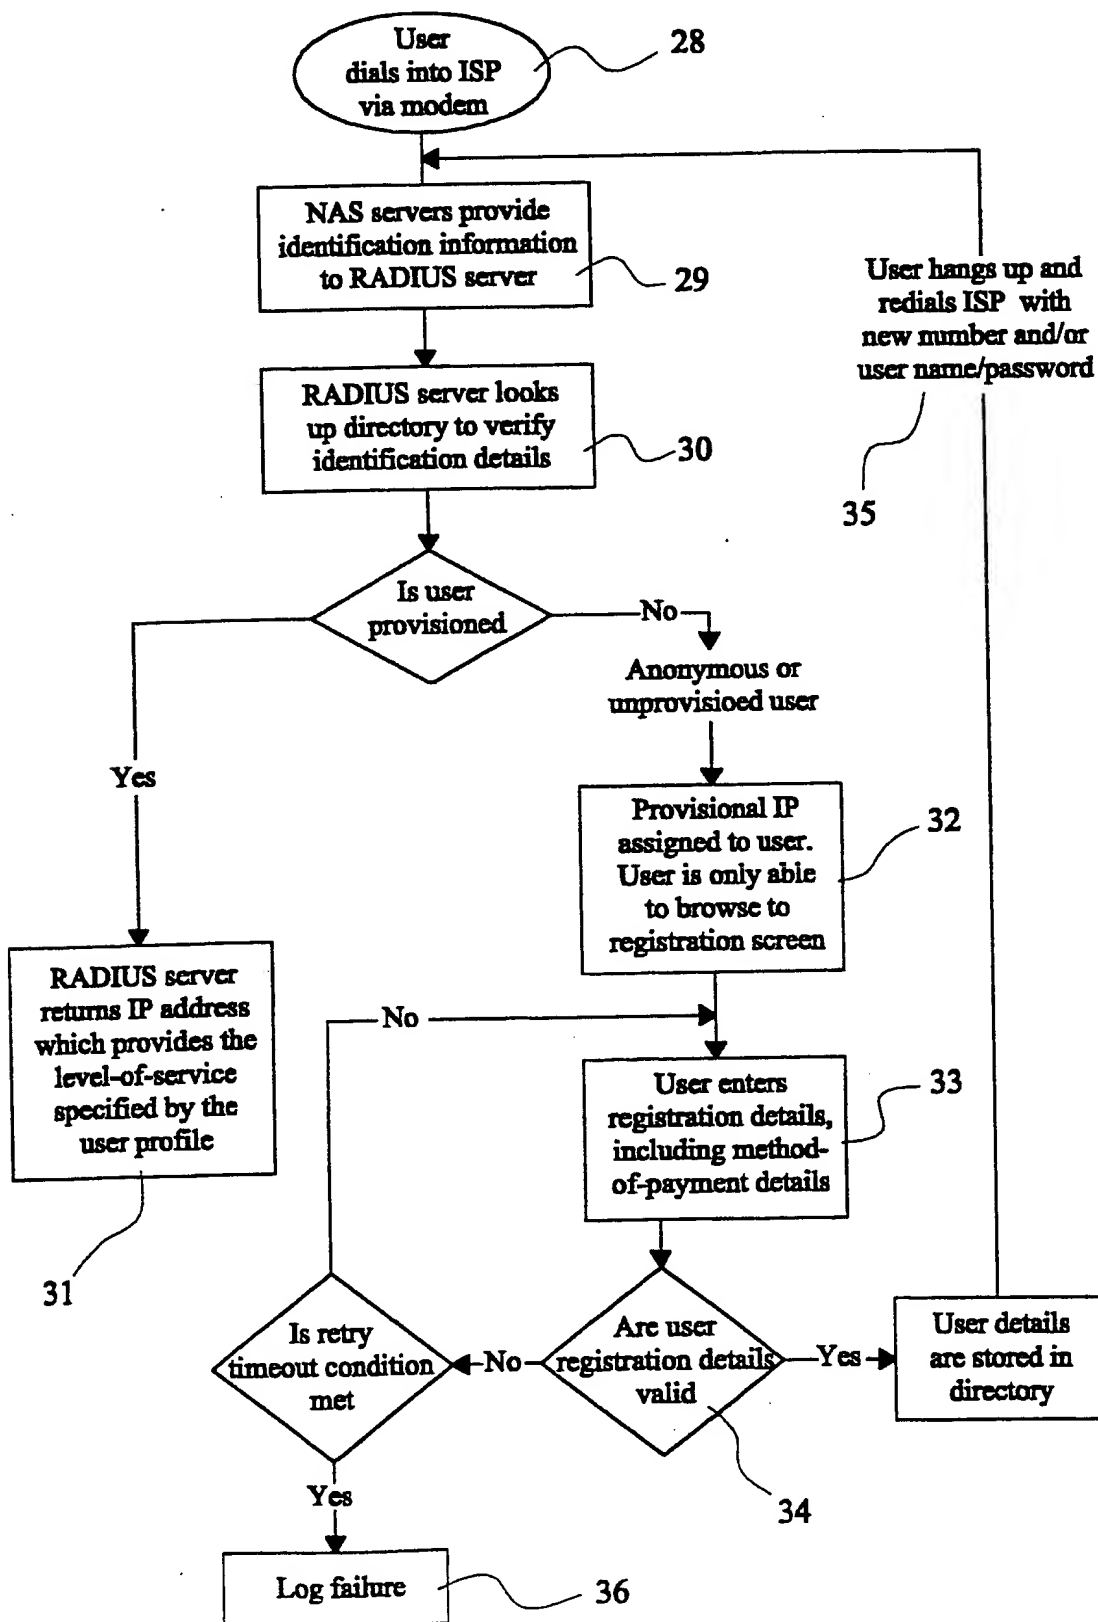 User
dials into ISP
via modem
28
NAS servers provide
identification information
to RADIUS server
29
User hangs up and
redials ISP with
new number and/or
user name/password
35
RADIUS server looks
up directory to verify
identification details
30
Is user
provisioned
No
Anonymous or
unprovisioed user
Yes
Provisional IP
assigned to user.
User is only able
to browse to
registration screen
32
RADIUS server
returns IP address
which provides the
level-of-service
specified by the
user profile
31
No
User enters
registration details,
including method-
of-payment details
33
Is retry
timeout condition
met
No
Are user
registration details
valid
34
Yes
User details
are stored in
directory
Yes
Log failure
36